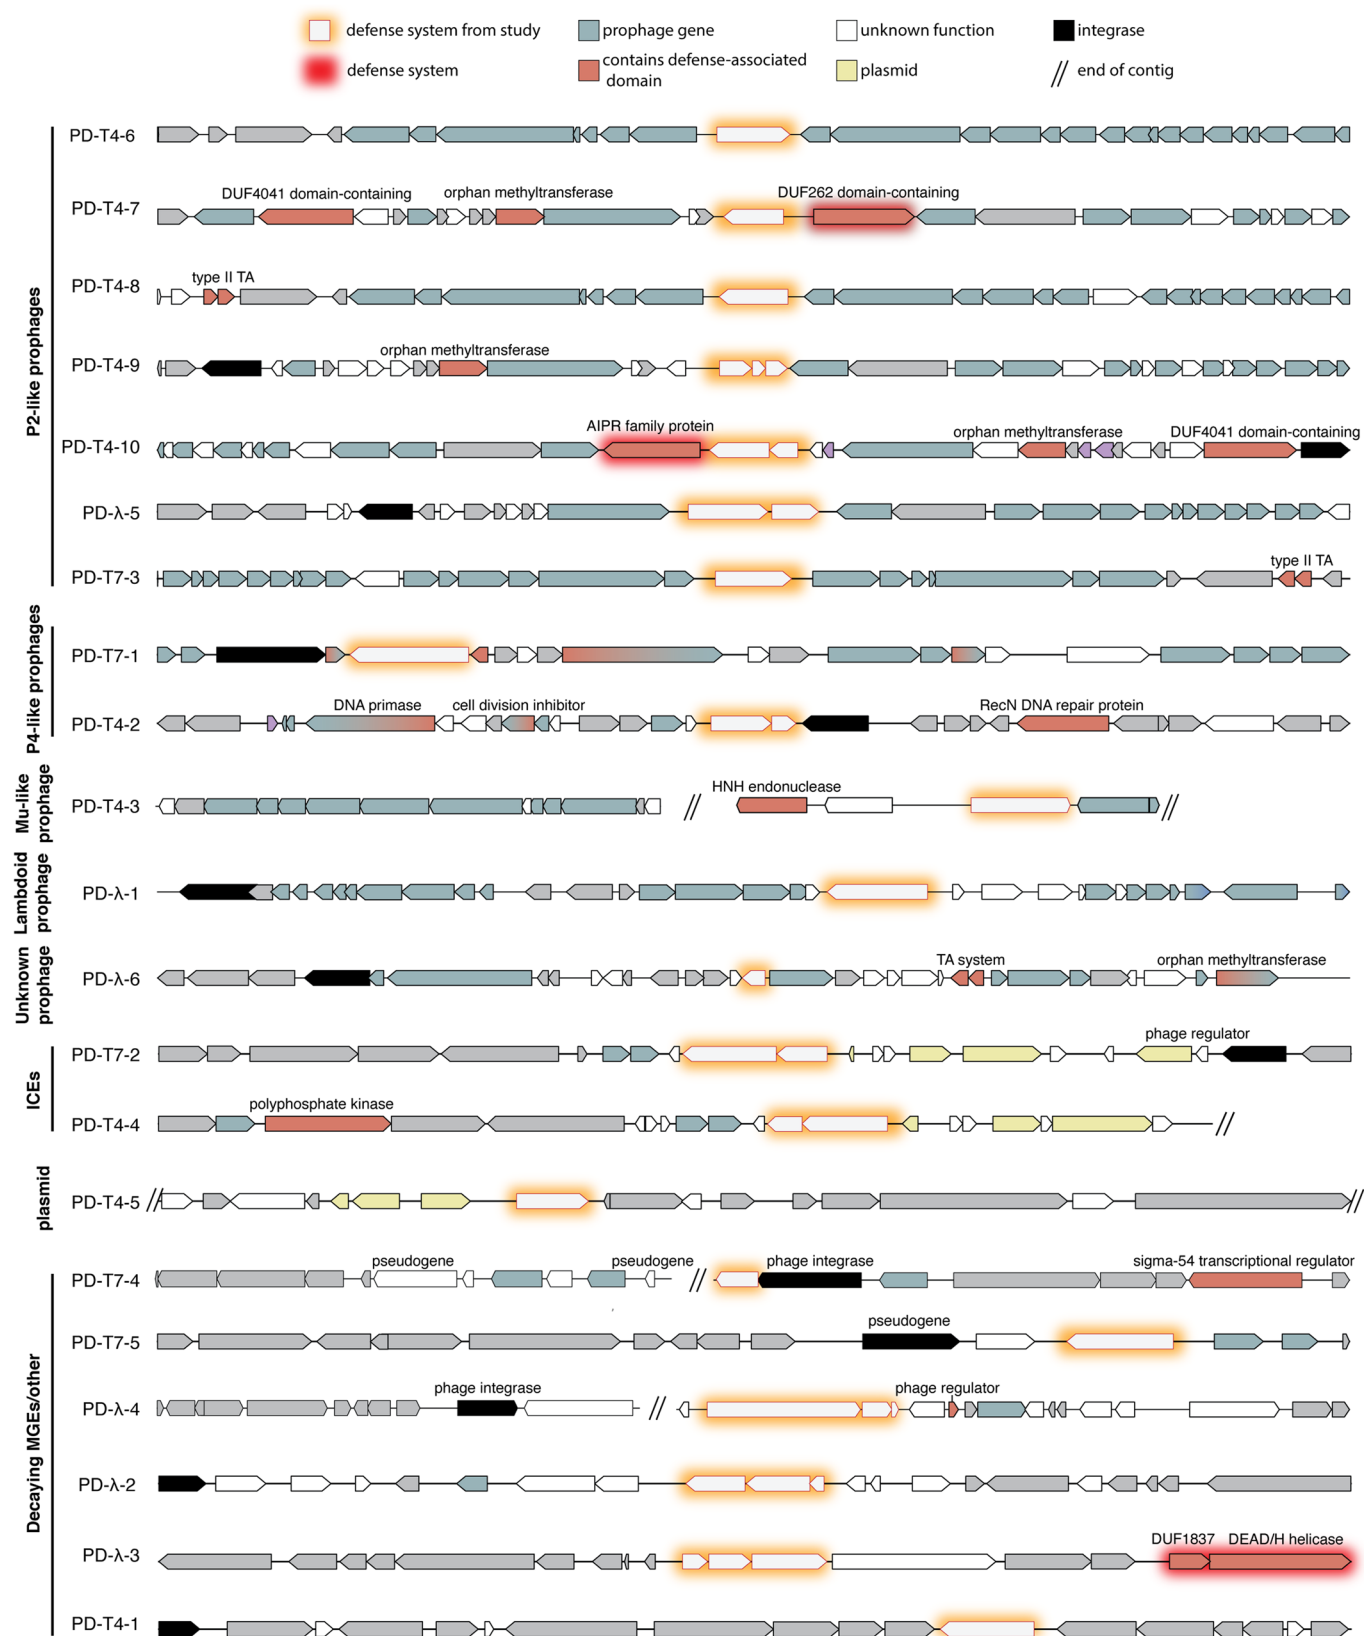 defense system from study
prophage gene
unknown function
integrase
defense system
contains defense-associated
domain
plasmid
end of contig
P2-like prophages
PD-T4-6
DUF4041 domain-containing
orphan methyltransferase
DUF262 domain-containing
PD-T4-7
type II TA
PD-T4-8
orphan methyltransferase
PD-T4-9
AIPR family protein
orphan methyltransferase
DUF4041 domain-containing
PD-T4-10
PD-λ-5
type II TA
PD-T7-3
P4-like prophages
PD-T7-1
DNA primase
cell division inhibitor
RecN DNA repair protein
PD-T4-2
Mu-like
prophage
HNH endonuclease
PD-T4-3
Lambdoid
prophage
PD-λ-1
Unknown
prophage
TA system
orphan methyltransferase
PD-λ-6
ICEs
phage regulator
PD-T7-2
polyphosphate kinase
PD-T4-4
plasmid
PD-T4-5
Decaying MGEs/other
pseudogene
pseudogene
phage integrase
sigma-54 transcriptional regulator
PD-T7-4
pseudogene
PD-T7-5
phage integrase
phage regulator
PD-λ-4
PD-λ-2
DUF1837
DEAD/H helicase
PD-λ-3
PD-T4-1